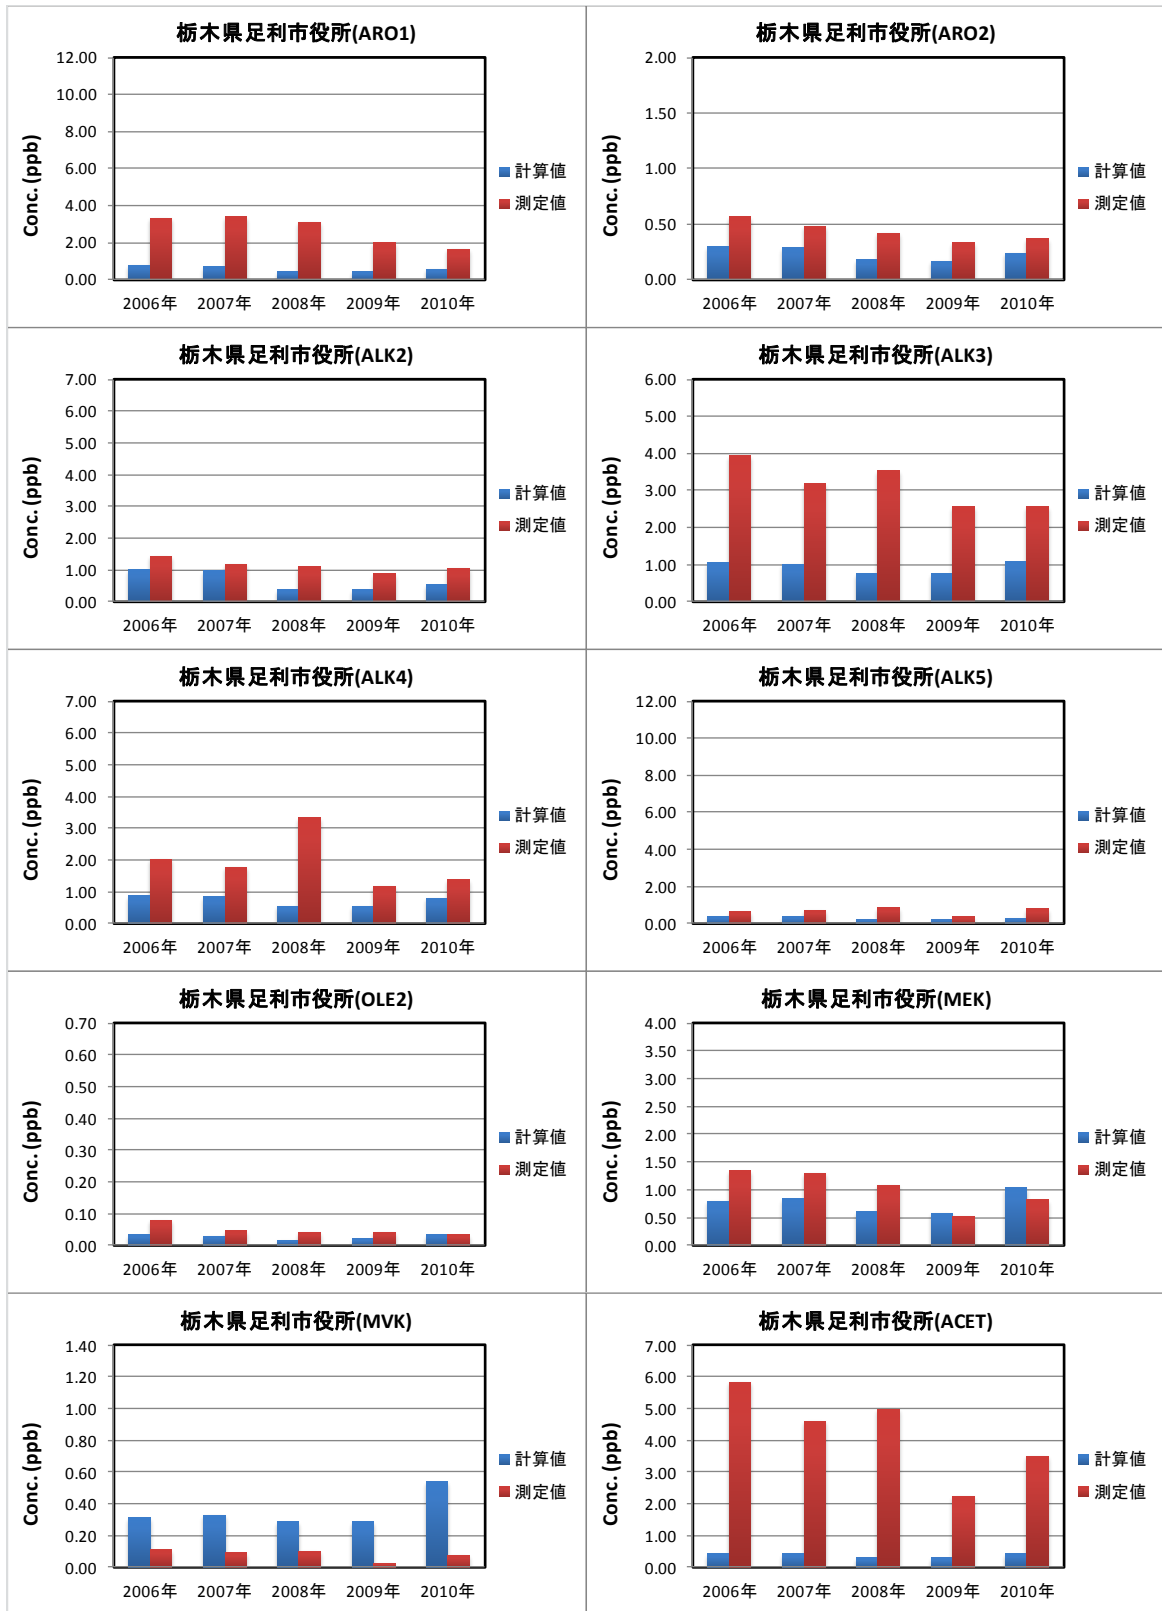 栃木県足利市役所(ARO1)
12.00
10.00
8.00
6.00
4.00
2.00
0.00
Conc. (ppb)
2006年 2007年 2008年 2009年 2010年
計算値
測定値
栃木県足利市役所(ARO2)
2.00
1.50
1.00
0.50
0.00
Conc. (ppb)
2006年 2007年 2008年 2009年 2010年
計算値
測定値
栃木県足利市役所(ALK2)
7.00
6.00
5.00
4.00
3.00
2.00
1.00
0.00
Conc. (ppb)
2006年 2007年 2008年 2009年 2010年
計算値
測定値
栃木県足利市役所(ALK3)
6.00
5.00
4.00
3.00
2.00
1.00
0.00
Conc. (ppb)
2006年 2007年 2008年 2009年 2010年
計算値
測定値
栃木県足利市役所(ALK4)
7.00
6.00
5.00
4.00
3.00
2.00
1.00
0.00
Conc. (ppb)
2006年 2007年 2008年 2009年 2010年
計算値
測定値
栃木県足利市役所(ALK5)
12.00
10.00
8.00
6.00
4.00
2.00
0.00
Conc. (ppb)
2006年 2007年 2008年 2009年 2010年
計算値
測定値
栃木県足利市役所(OLE2)
0.70
0.60
0.50
0.40
0.30
0.20
0.10
0.00
Conc. (ppb)
2006年 2007年 2008年 2009年 2010年
計算値
測定値
栃木県足利市役所(MEK)
4.00
3.50
3.00
2.50
2.00
1.50
1.00
0.50
0.00
Conc. (ppb)
2006年 2007年 2008年 2009年 2010年
計算値
測定値
栃木県足利市役所(MVK)
1.40
1.20
1.00
0.80
0.60
0.40
0.20
0.00
Conc. (ppb)
2006年 2007年 2008年 2009年 2010年
計算値
測定値
栃木県足利市役所(ACET)
7.00
6.00
5.00
4.00
3.00
2.00
1.00
0.00
Conc. (ppb)
2006年 2007年 2008年 2009年 2010年
計算値
測定値